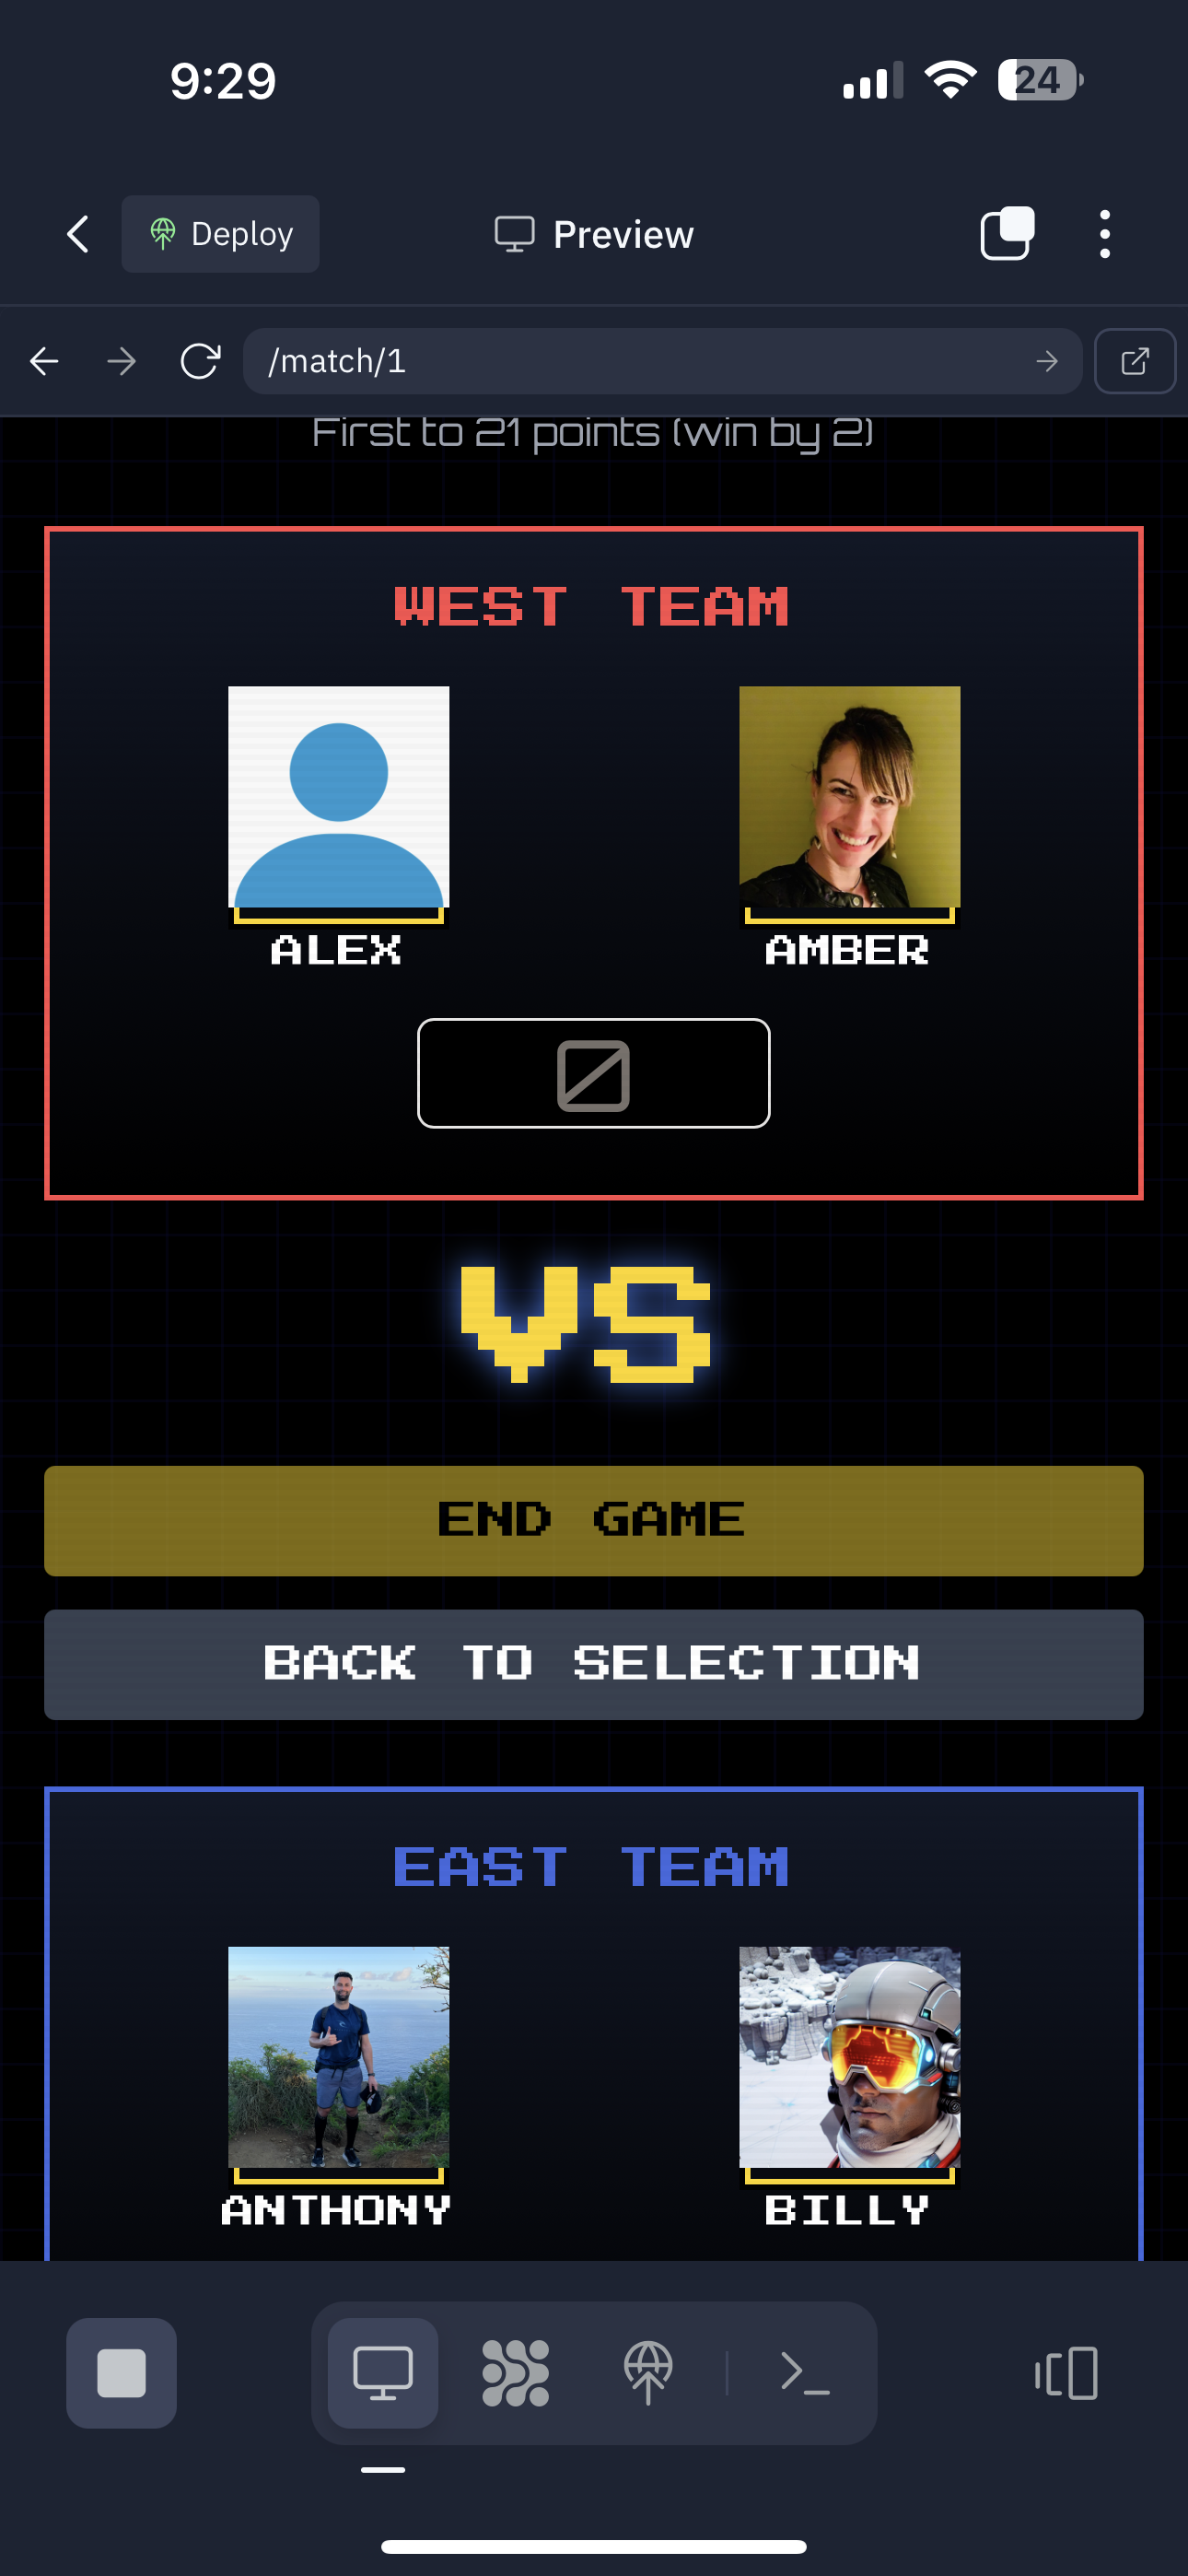 9:29
24
Deploy
Preview
/match/1
First to 21 points (win by 2)
WEST TEAM
ALEX
AMBER
VS
END GAME
BACK TO SELECTION
EAST TEAM
ANTHONY
BILLY